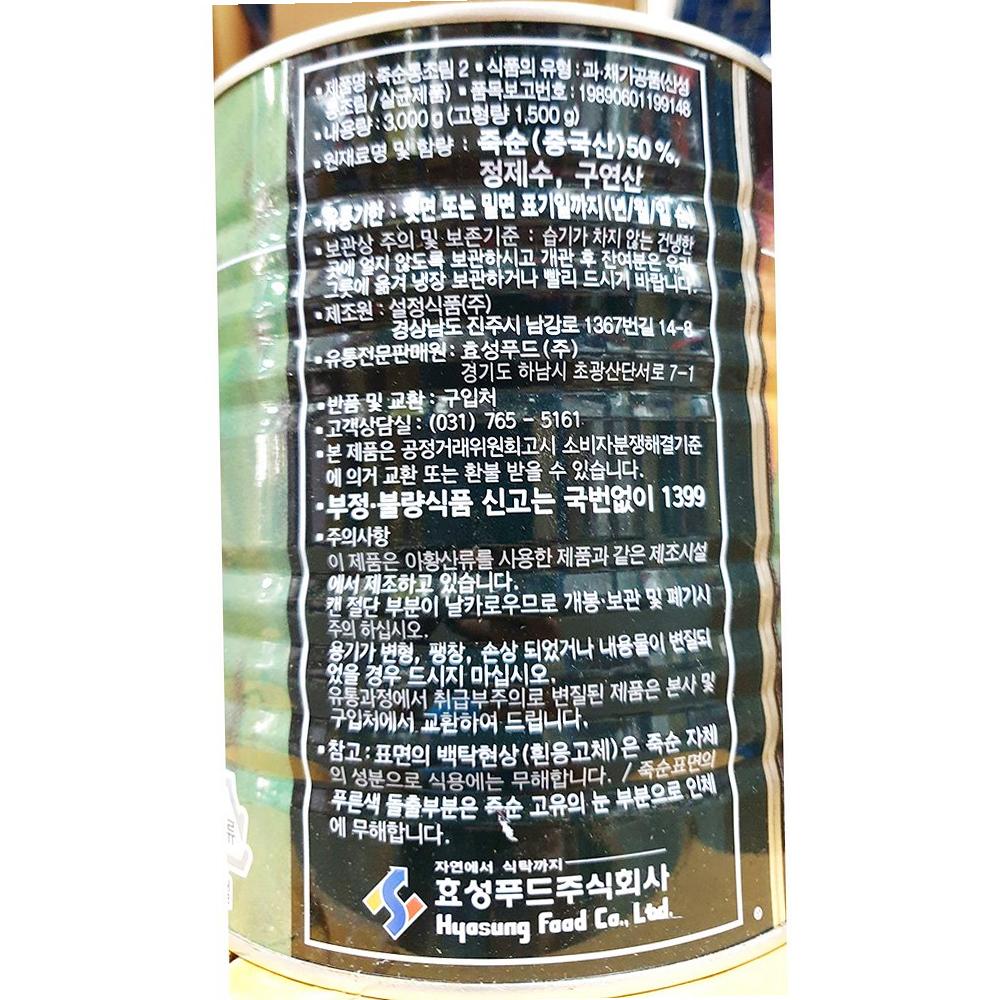 ▪제품명 : 죽순통조림 2 ▪ 식품의 유형 : 과·채가공품(산성
통조림/살균제품) ▪ 품목보고번호 : 19890601199148
▪내용량 : 3,000 g (고형량 1,500 g)
▪원재료명 및 함량 : 죽순(중국산)50 %,
정제수, 구연산
▪유통기한 : 윗면 또는 밑면 표기일까지(년/월/일 순)
▪보관상 주의 및 보존기준 : 습기가 차지 않는 건냉한
곳에 얼지 않도록 보관하시고 개관 후 잔여분은 유리
그릇에 옮겨 냉장 보관하거나 빨리 드시기 바랍니다.
▪제조원 : 설정식품(주)
경상남도 진주시 남강로 1367번길 14-8
▪유통전문판매원 : 효성푸드(주)
경기도 하남시 초광산단서로 7-1
▪반품 및 교환 : 구입처
▪고객상담실 : (031) 765 - 5161
▪본 제품은 공정거래위원회고시 소비자분쟁해결기준
에 의거 교환 또는 환불 받을 수 있습니다.
▪부정·불량식품 신고는 국번없이 1399
▪주의사항
이 제품은 아황산류를 사용한 제품과 같은 제조시설
에서 제조하고 있습니다.
캔 절단 부분이 날카로우므로 개봉·보관 및 폐기시
주의 하십시오.
용기가 변형, 팽창, 손상 되었거나 내용물이 변질되
었을 경우 드시지 마십시오.
유통과정에서 취급부주의로 변질된 제품은 본사 및
구입처에서 교환하여 드립니다.
▪참고 : 표면의 백탁현상(흰응고체)은 죽순 자체
의 성분으로 식용에는 무해합니다. / 죽순표면의
푸른색 돌출부분은 죽순 고유의 눈 부분으로 인체
에 무해합니다.
류
자연에서 식탁까지
효성푸드주식회사
Hyosung Food Co., Ltd.